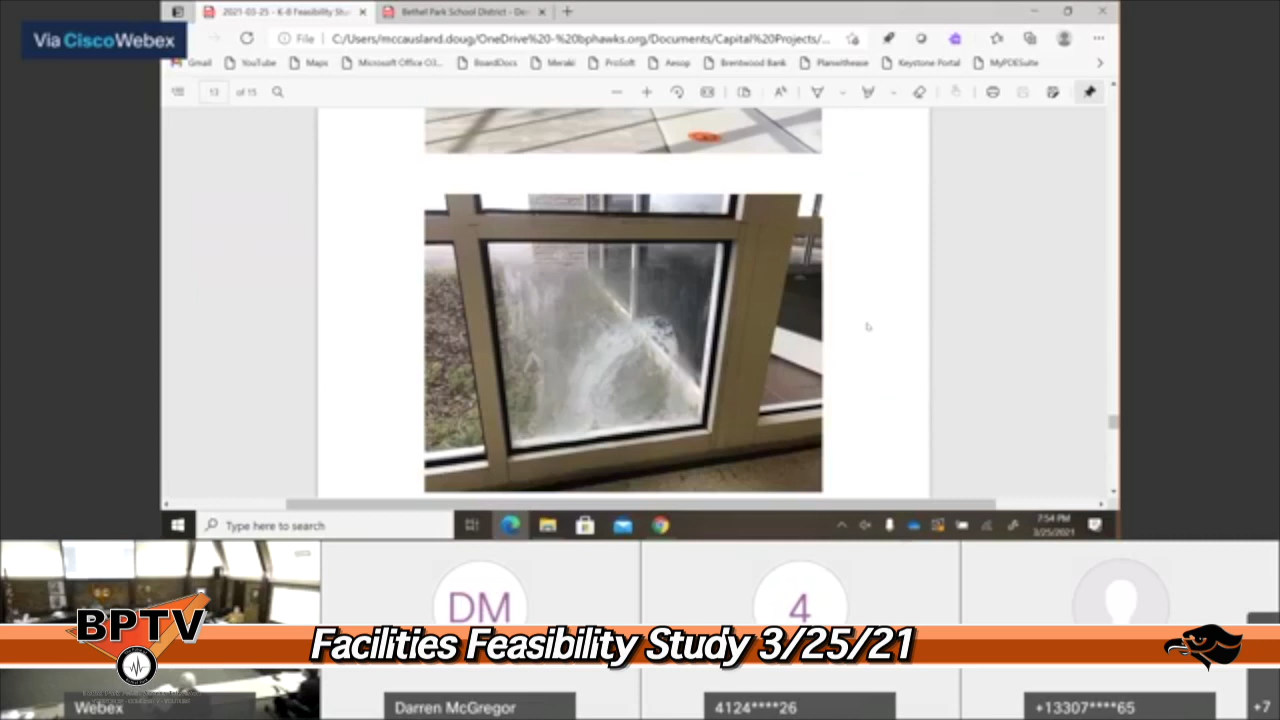 Via CiscoWebex
2021-03-25 - K-8 Feasibility Stu
Bethel Park School District - De
File
C:/Users/mccausland.doug/OneDrive%20-%20bphawks.org/Documents/Capital%20Projects/...
Gmail
YouTube
Maps
Microsoft Office O3...
BoardDocs
Meraki
ProSoft
Aesop
Brentwood Bank
Planwithease
Keystone Portal
MyPDESuite
13 of 15
Type here to search
7:54 PM
3/25/2021
DM
4
BPTV
Facilities Feasibility Study 3/25/21
Webex
Darren McGregor
4124****26
+13307****65
+7